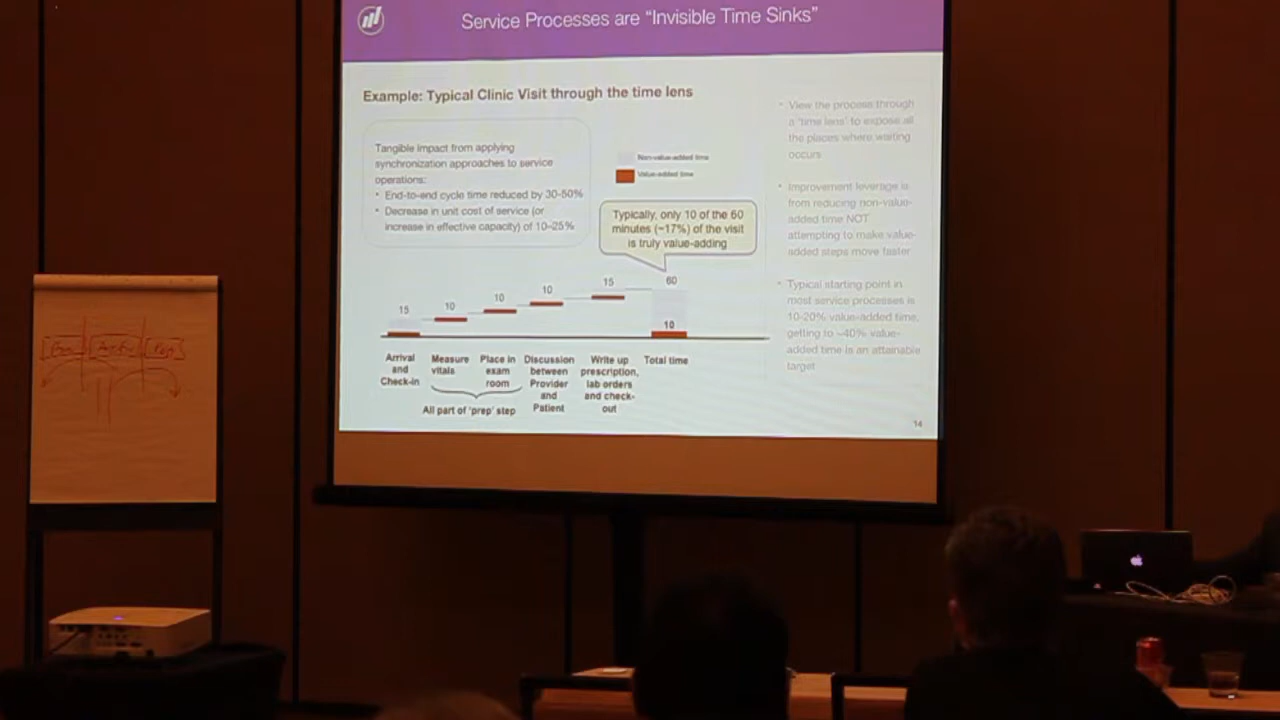 Service Processes are “Invisible Time Sinks”
Example: Typical Clinic Visit through the time lens
Tangible impact from applying
synchronization approaches to service
operations:
• End-to-end cycle time reduced by 30-50%
• Decrease in unit cost of service (or
increase in effective capacity) of 10–25%
Non-value-added time
Value-added time
Typically, only 10 of the 60
minutes (~17%) of the visit
is truly value-adding
15
10
10
10
15
60
10
Arrival
and
Check-in
Measure
vitals
Place in
exam
room
All part of ‘prep’ step
Discussion
between
Provider
and
Patient
Write up
prescription,
lab orders
and check-
out
Total time
• View the process through
a ‘time lens’ to expose all
the places where waiting
occurs
• Improvement leverage is
from reducing non-value-
added time NOT
attempting to make value-
added steps move faster
• Typical starting point in
most service processes is
10-20% value-added time,
getting to ~40% value-
added time is an attainable
target
14